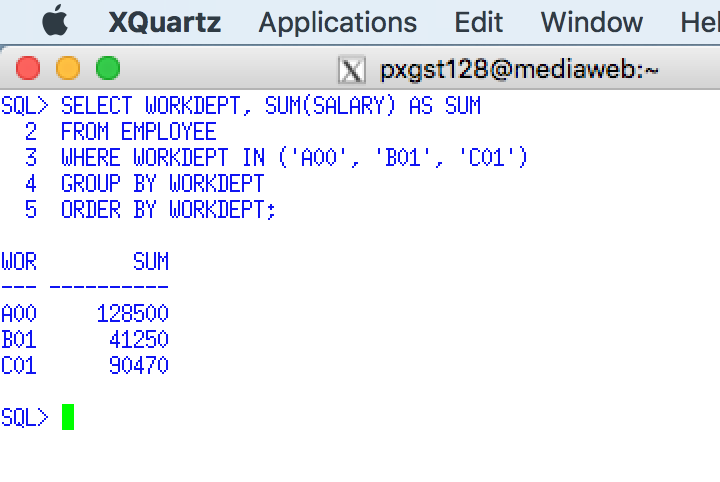 XQuartz Applications Edit Window Hel
pxgst128@mediaweb:~
SQL> SELECT WORKDEPT, SUM(SALARY) AS SUM
  2  FROM EMPLOYEE
  3  WHERE WORKDEPT IN ('A00', 'B01', 'C01')
  4  GROUP BY WORKDEPT
  5  ORDER BY WORKDEPT;
WOR        SUM
--- ----------
A00     128500
B01      41250
C01      90470
SQL>